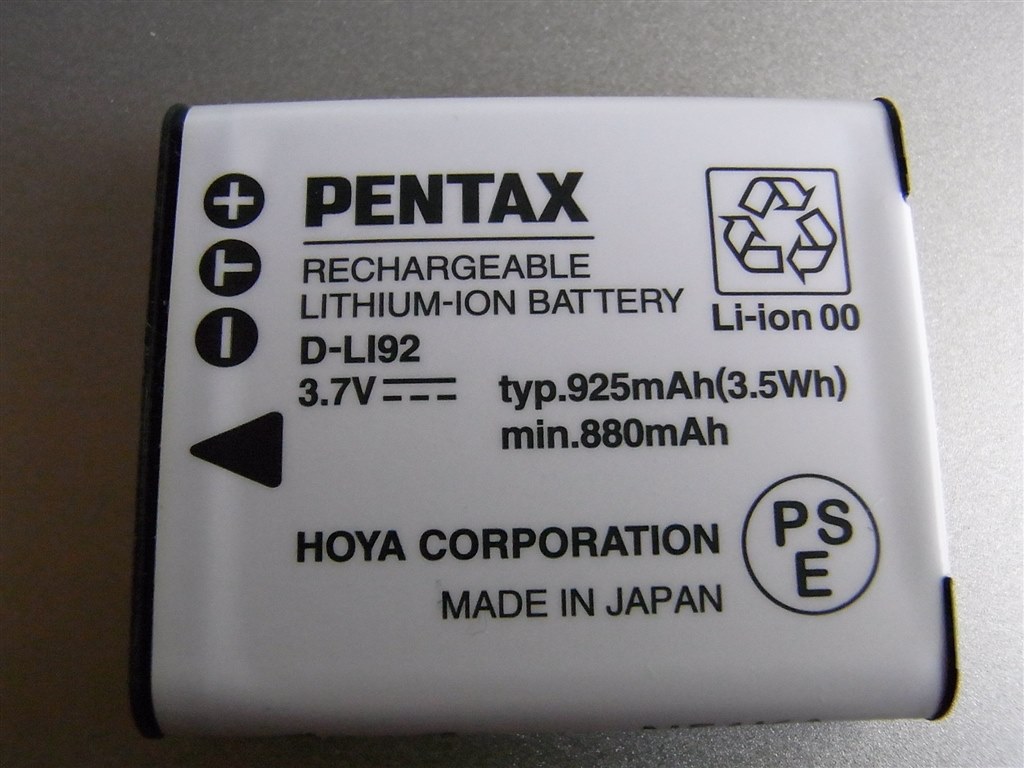 PENTAX
RECHARGEABLE
LITHIUM-ION BATTERY
D-LI92
3.7V
typ.925mAh(3.5Wh)
min.880mAh
Li-ion 00
T
HOYA CORPORATION
MADE IN JAPAN
PS
E